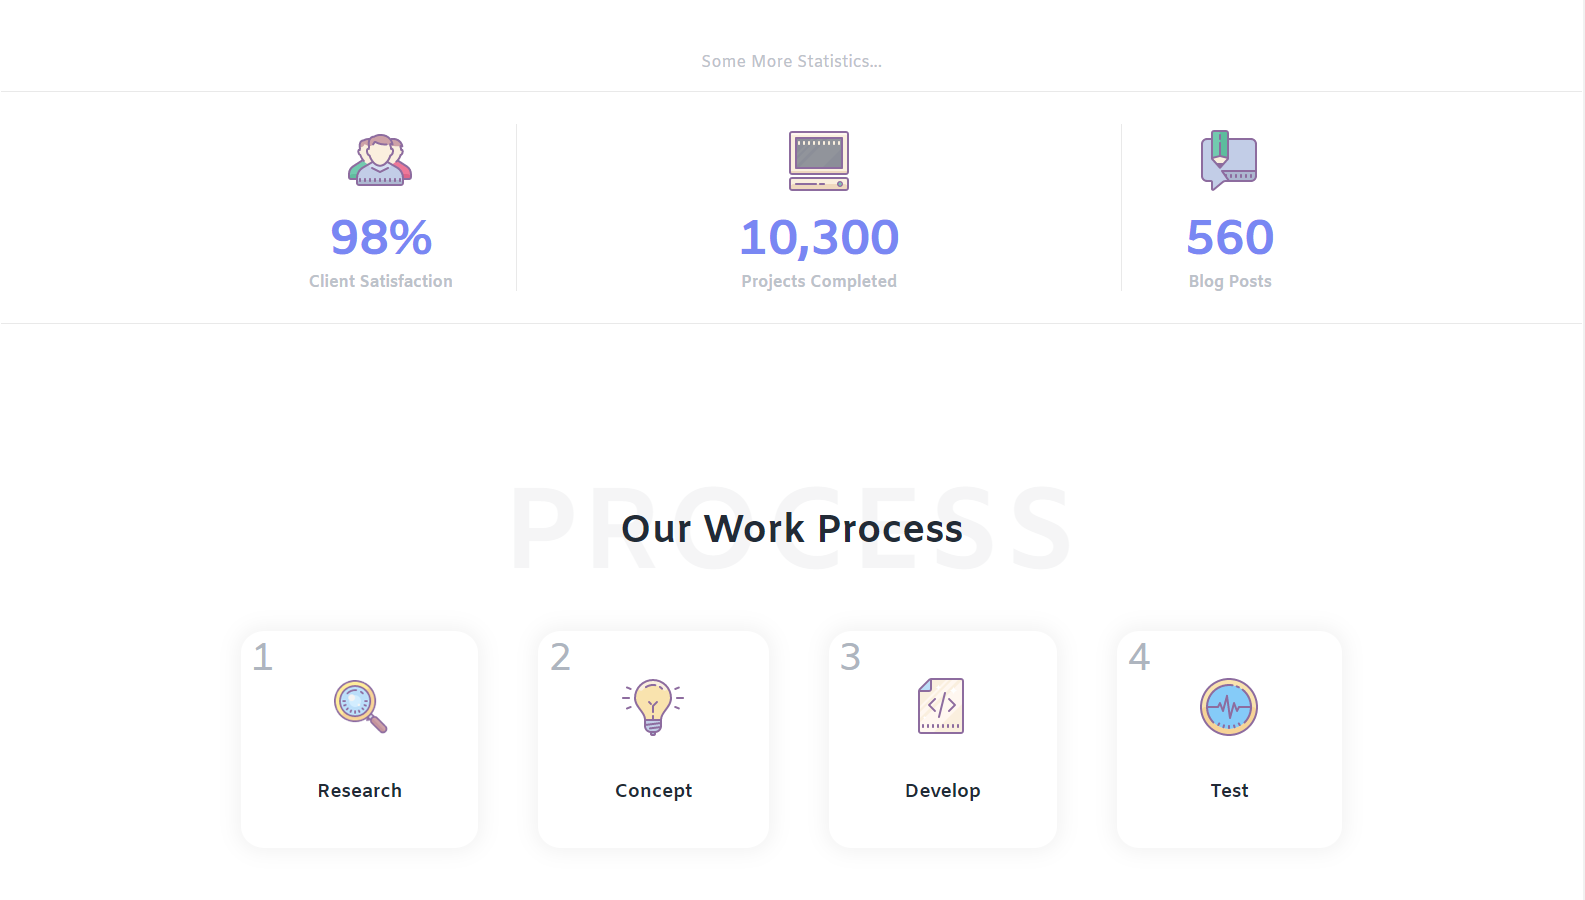 Some More Statistics...
98%
Client Satisfaction
10,300
Projects Completed
560
Blog Posts
PROCESS
Our Work Process
1
Research
2
Concept
3
</>
Develop
4
Test